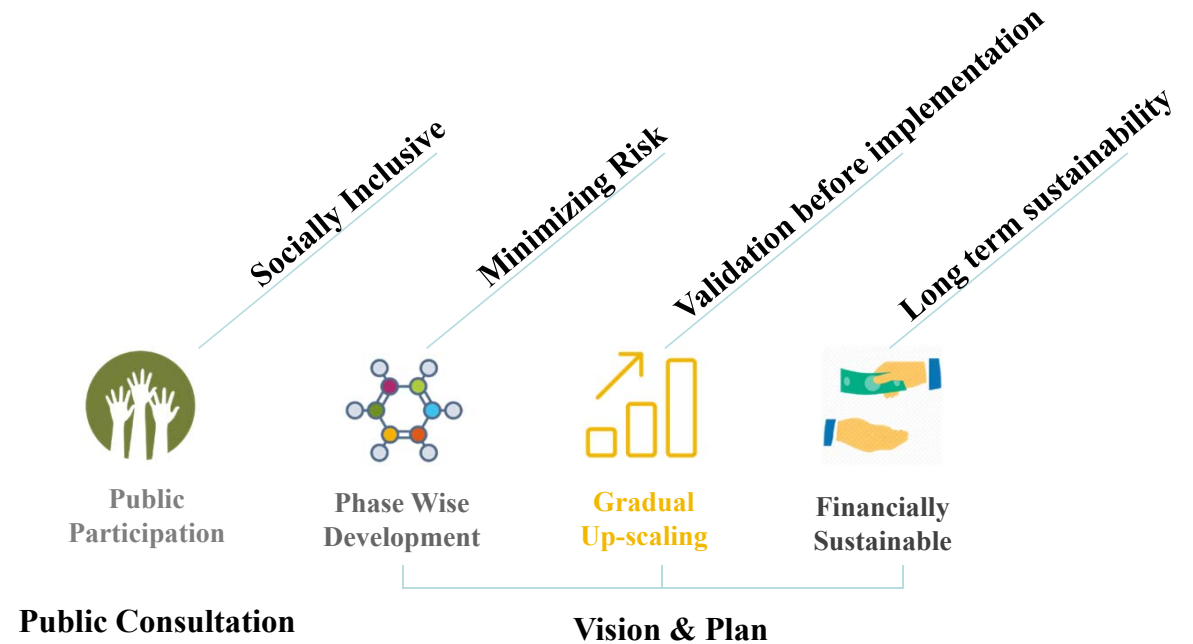 Socially Inclusive
Minimizing Risk
Validation before implementation
Long term sustainability
Public
Participation
Phase Wise
Development
Gradual
Up-scaling
Financially
Sustainable
Public Consultation
Vision & Plan